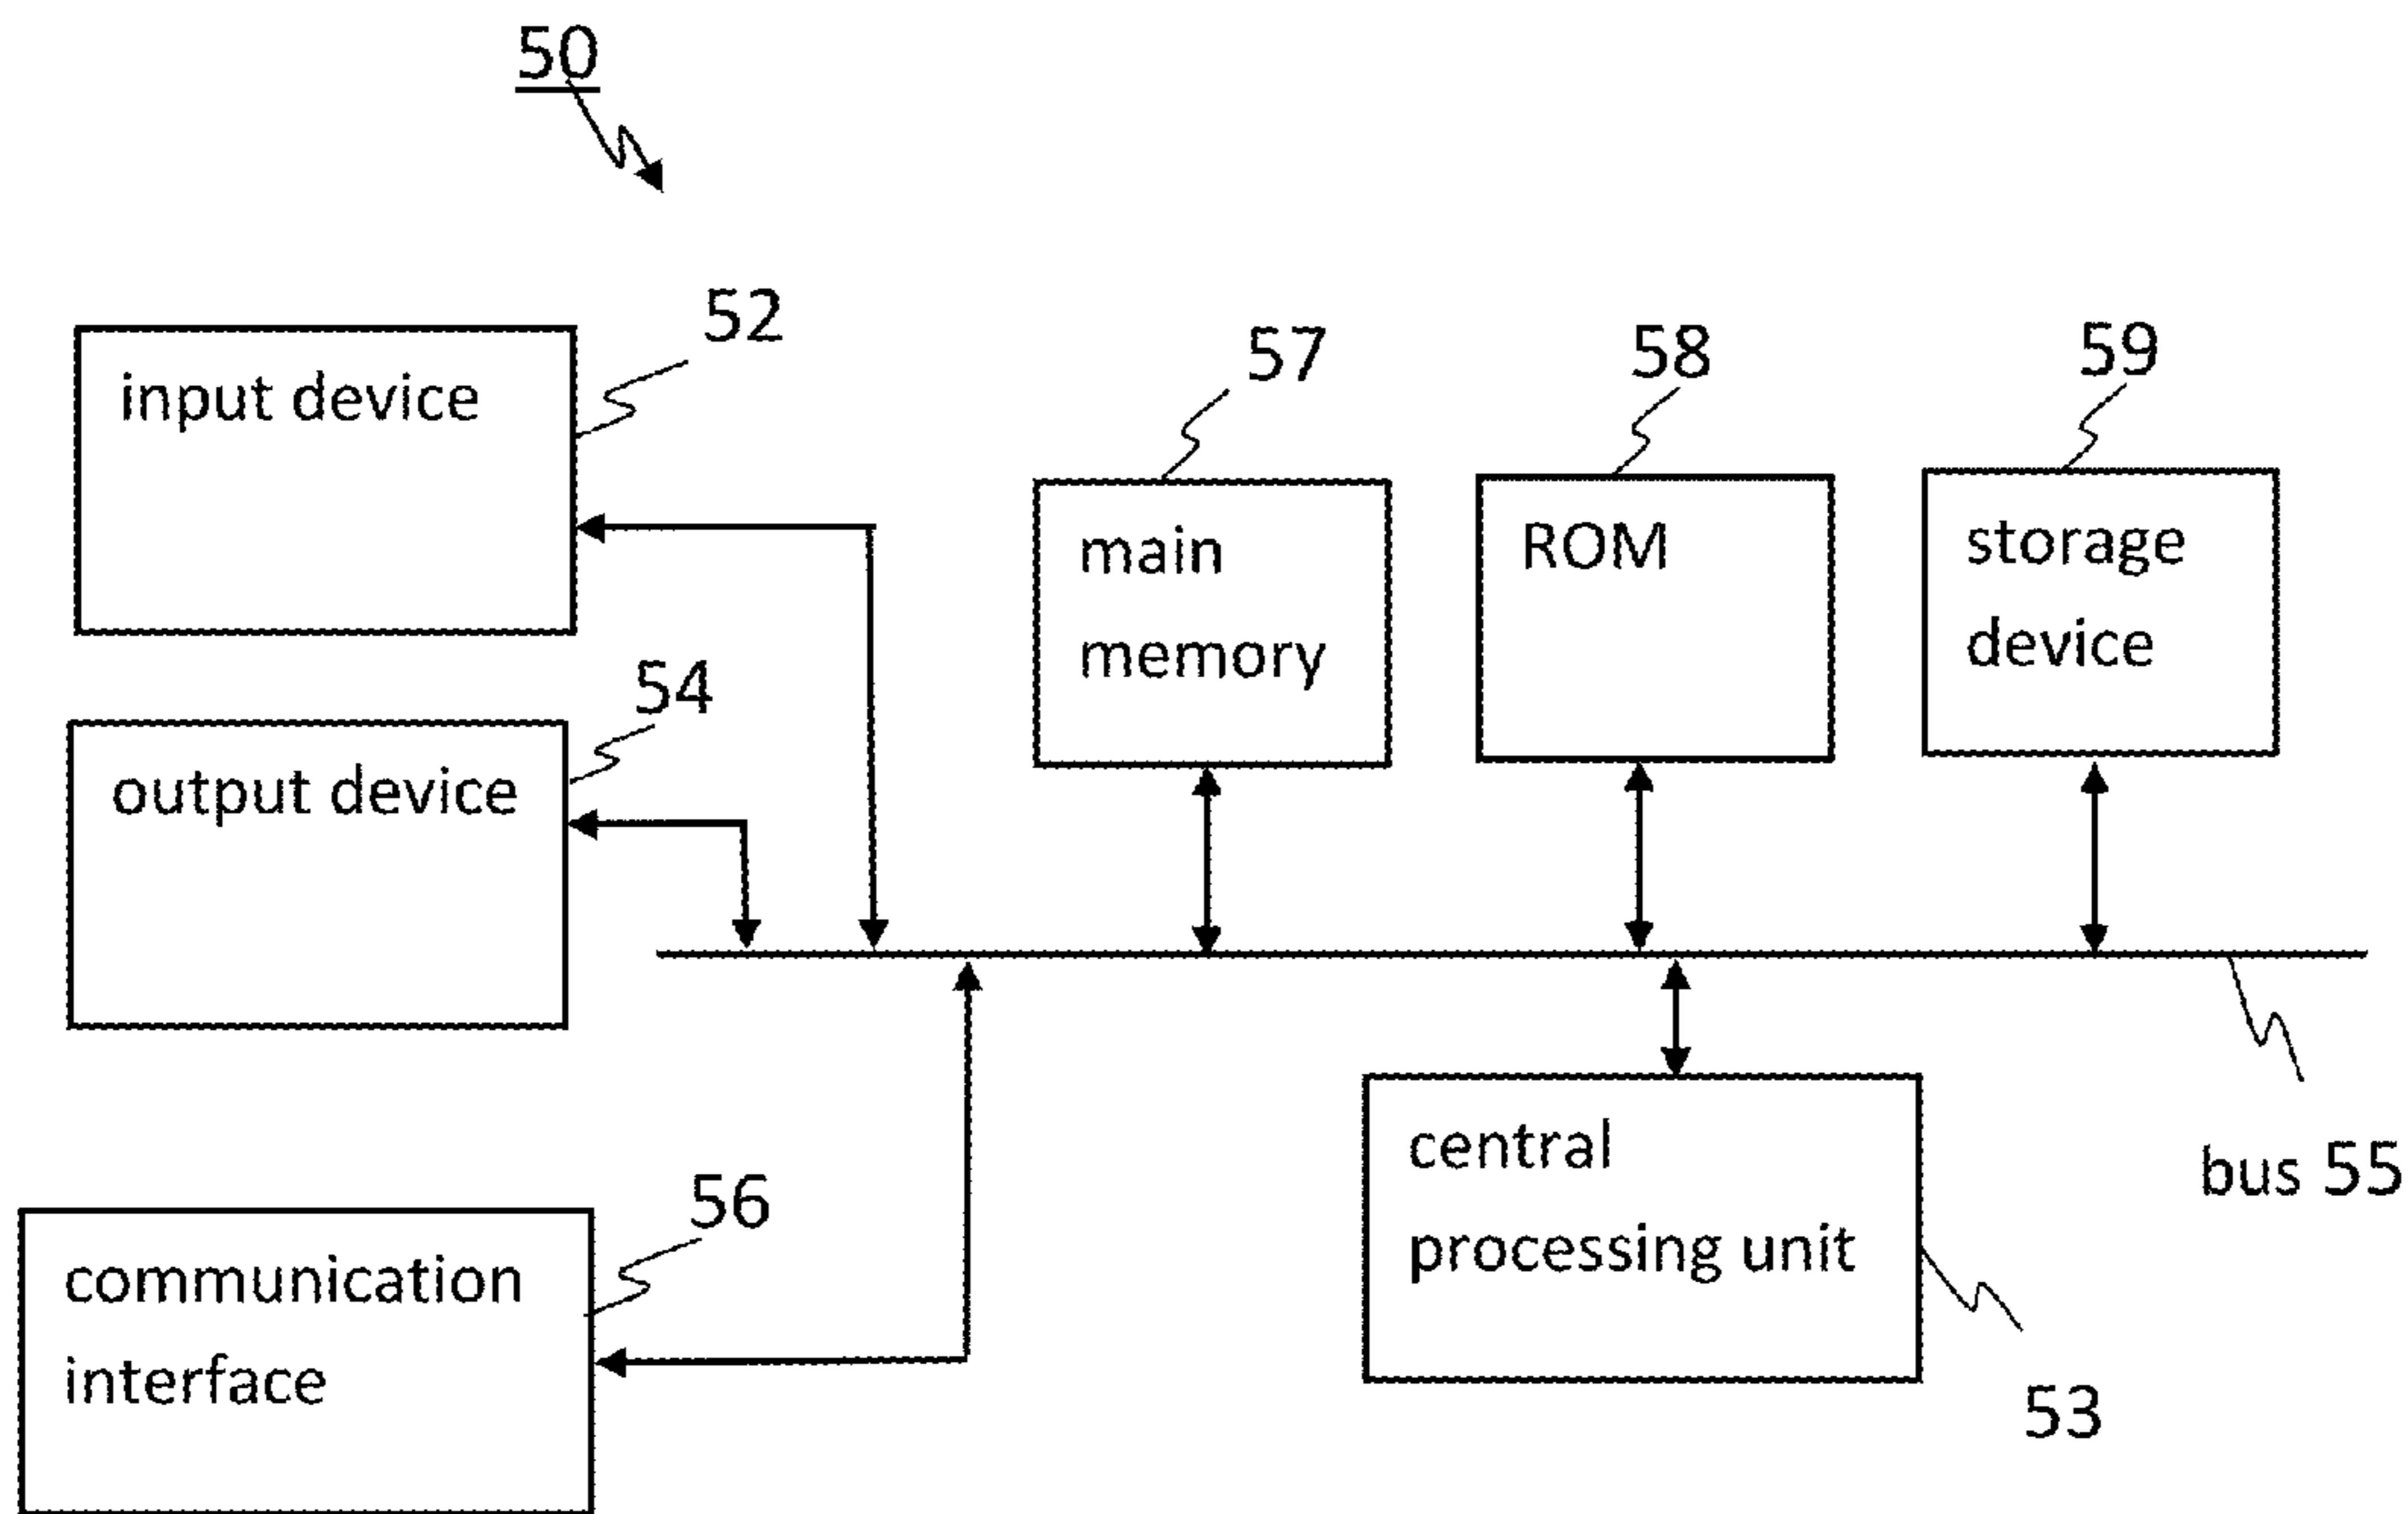 50
52
input device
57
58
59
main
memory
ROM
storage
device
54
output device
bus 55
56
communication
interface
central
processing unit
53